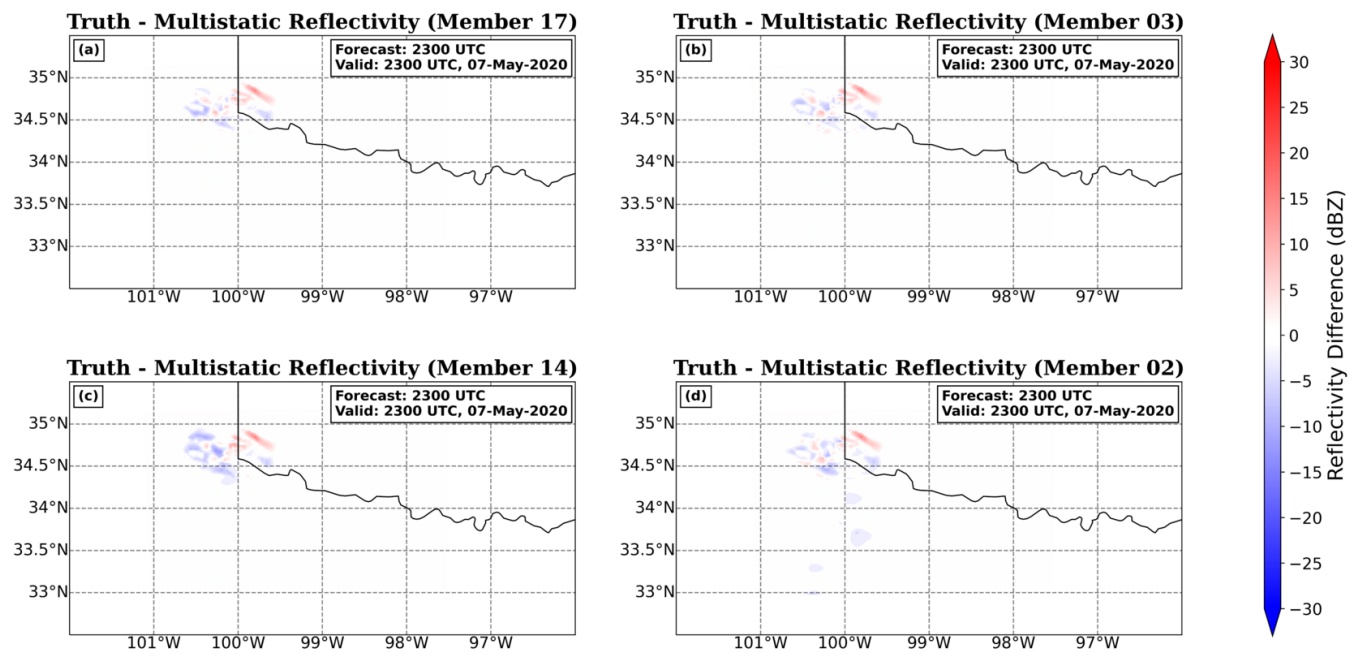 Truth - Multistatic Reflectivity (Member 17)
(a)
Forecast: 2300 UTC
Valid: 2300 UTC, 07-May-2020
35°N
34.5°N
34°N
33.5°N
33°N
101°W 100°W 99°W 98°W 97°W
Truth - Multistatic Reflectivity (Member 03)
(b)
Forecast: 2300 UTC
Valid: 2300 UTC, 07-May-2020
35°N
34.5°N
34°N
33.5°N
33°N
101°W 100°W 99°W 98°W 97°W
Truth - Multistatic Reflectivity (Member 14)
(c)
Forecast: 2300 UTC
Valid: 2300 UTC, 07-May-2020
35°N
34.5°N
34°N
33.5°N
33°N
101°W 100°W 99°W 98°W 97°W
Truth - Multistatic Reflectivity (Member 02)
(d)
Forecast: 2300 UTC
Valid: 2300 UTC, 07-May-2020
35°N
34.5°N
34°N
33.5°N
33°N
101°W 100°W 99°W 98°W 97°W
30
25
20
15
10
5
0
−5
−10
−15
−20
−25
−30
Reflectivity Difference (dBZ)